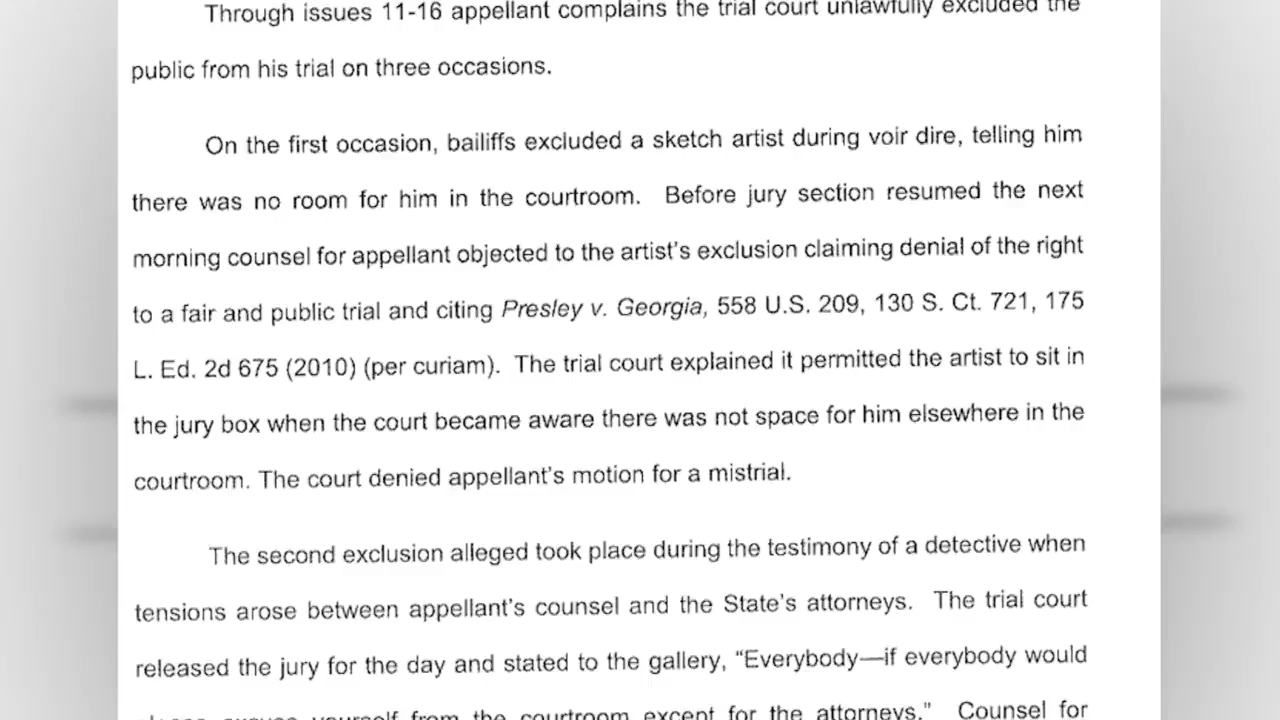 Through issues 11-16 appellant complains the trial court unlawfully excluded the
public from his trial on three occasions.
On the first occasion, bailiffs excluded a sketch artist during voir dire, telling him
there was no room for him in the courtroom. Before jury section resumed the next
morning counsel for appellant objected to the artist's exclusion claiming denial of the right
to a fair and public trial and citing Presley v. Georgia, 558 U.S. 209, 130 S. Ct. 721, 175
L. Ed. 2d 675 (2010) (per curiam). The trial court explained it permitted the artist to sit in
the jury box when the court became aware there was not space for him elsewhere in the
courtroom. The court denied appellant's motion for a mistrial.
The second exclusion alleged took place during the testimony of a detective when
tensions arose between appellant's counsel and the State's attorneys. The trial court
released the jury for the day and stated to the gallery, “Everybody—if everybody would
yourself from the courtroom except for the attorneys.” Counsel for